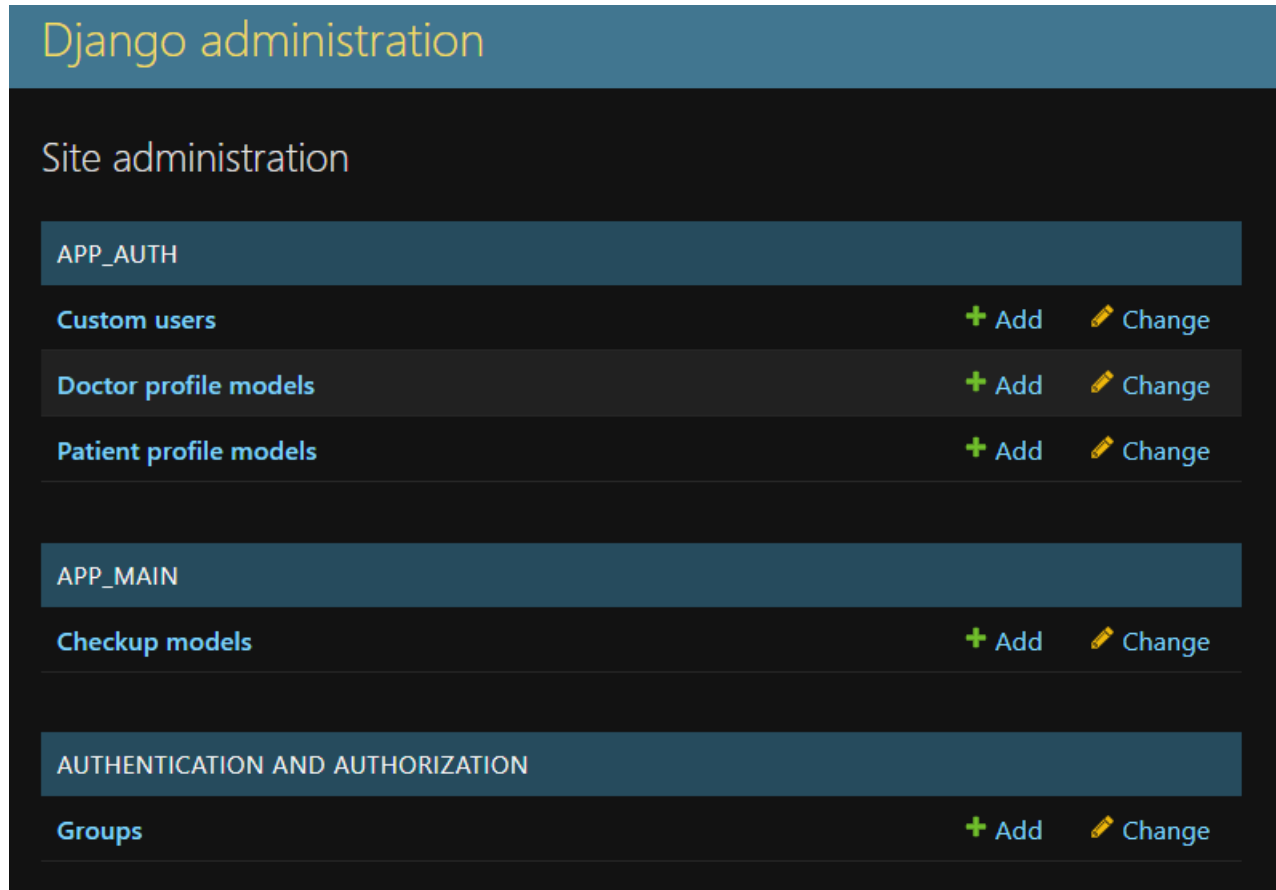 Django administration
Site administration
APP_AUTH
Custom users Add Change
Doctor profile models Add Change
Patient profile models Add Change
APP_MAIN
Checkup models Add Change
AUTHENTICATION AND AUTHORIZATION
Groups Add Change